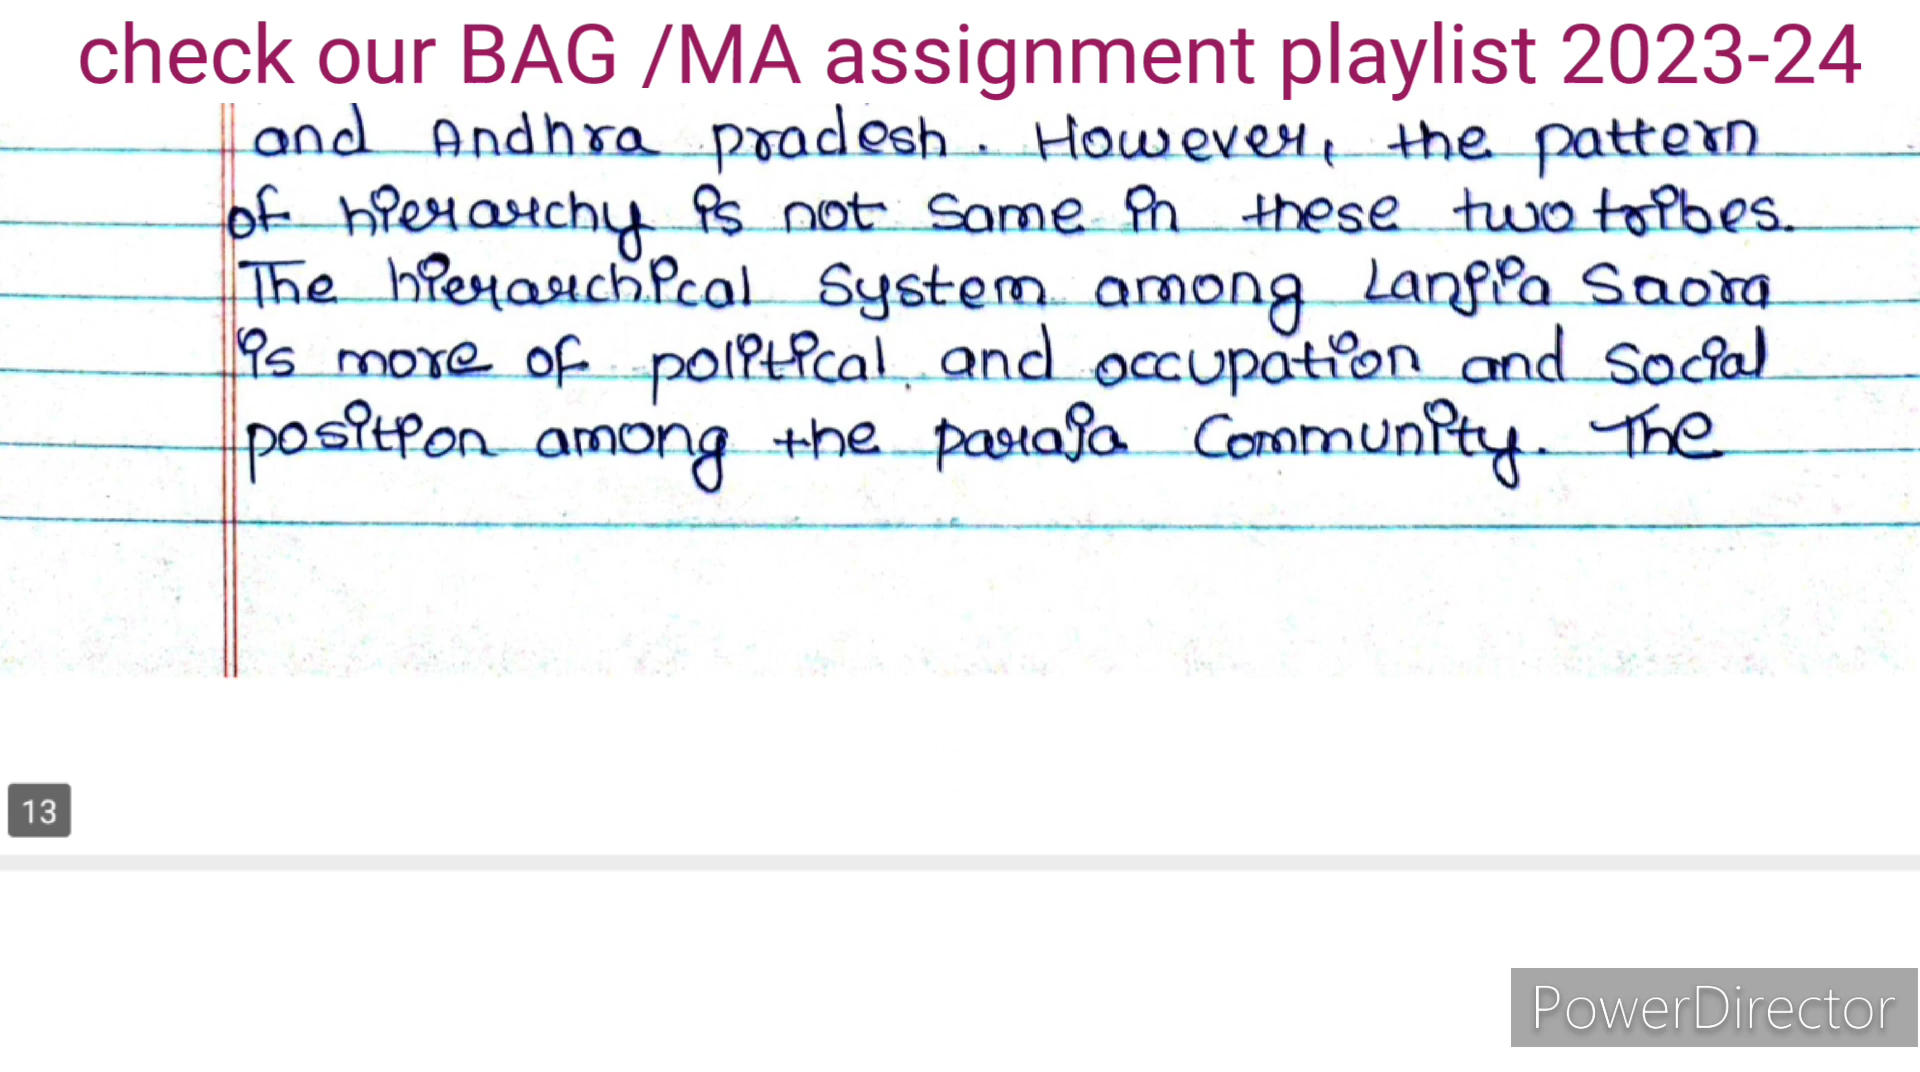 check our BAG /MA assignment playlist 2023-24
and Andhra pradesh. However, the pattern
of hierarchy is not same in these two tribes.
The hierarchical System among Lanjia Saora
is more of political and occupation and Social
position among the paraja Community. The
13
PowerDirector